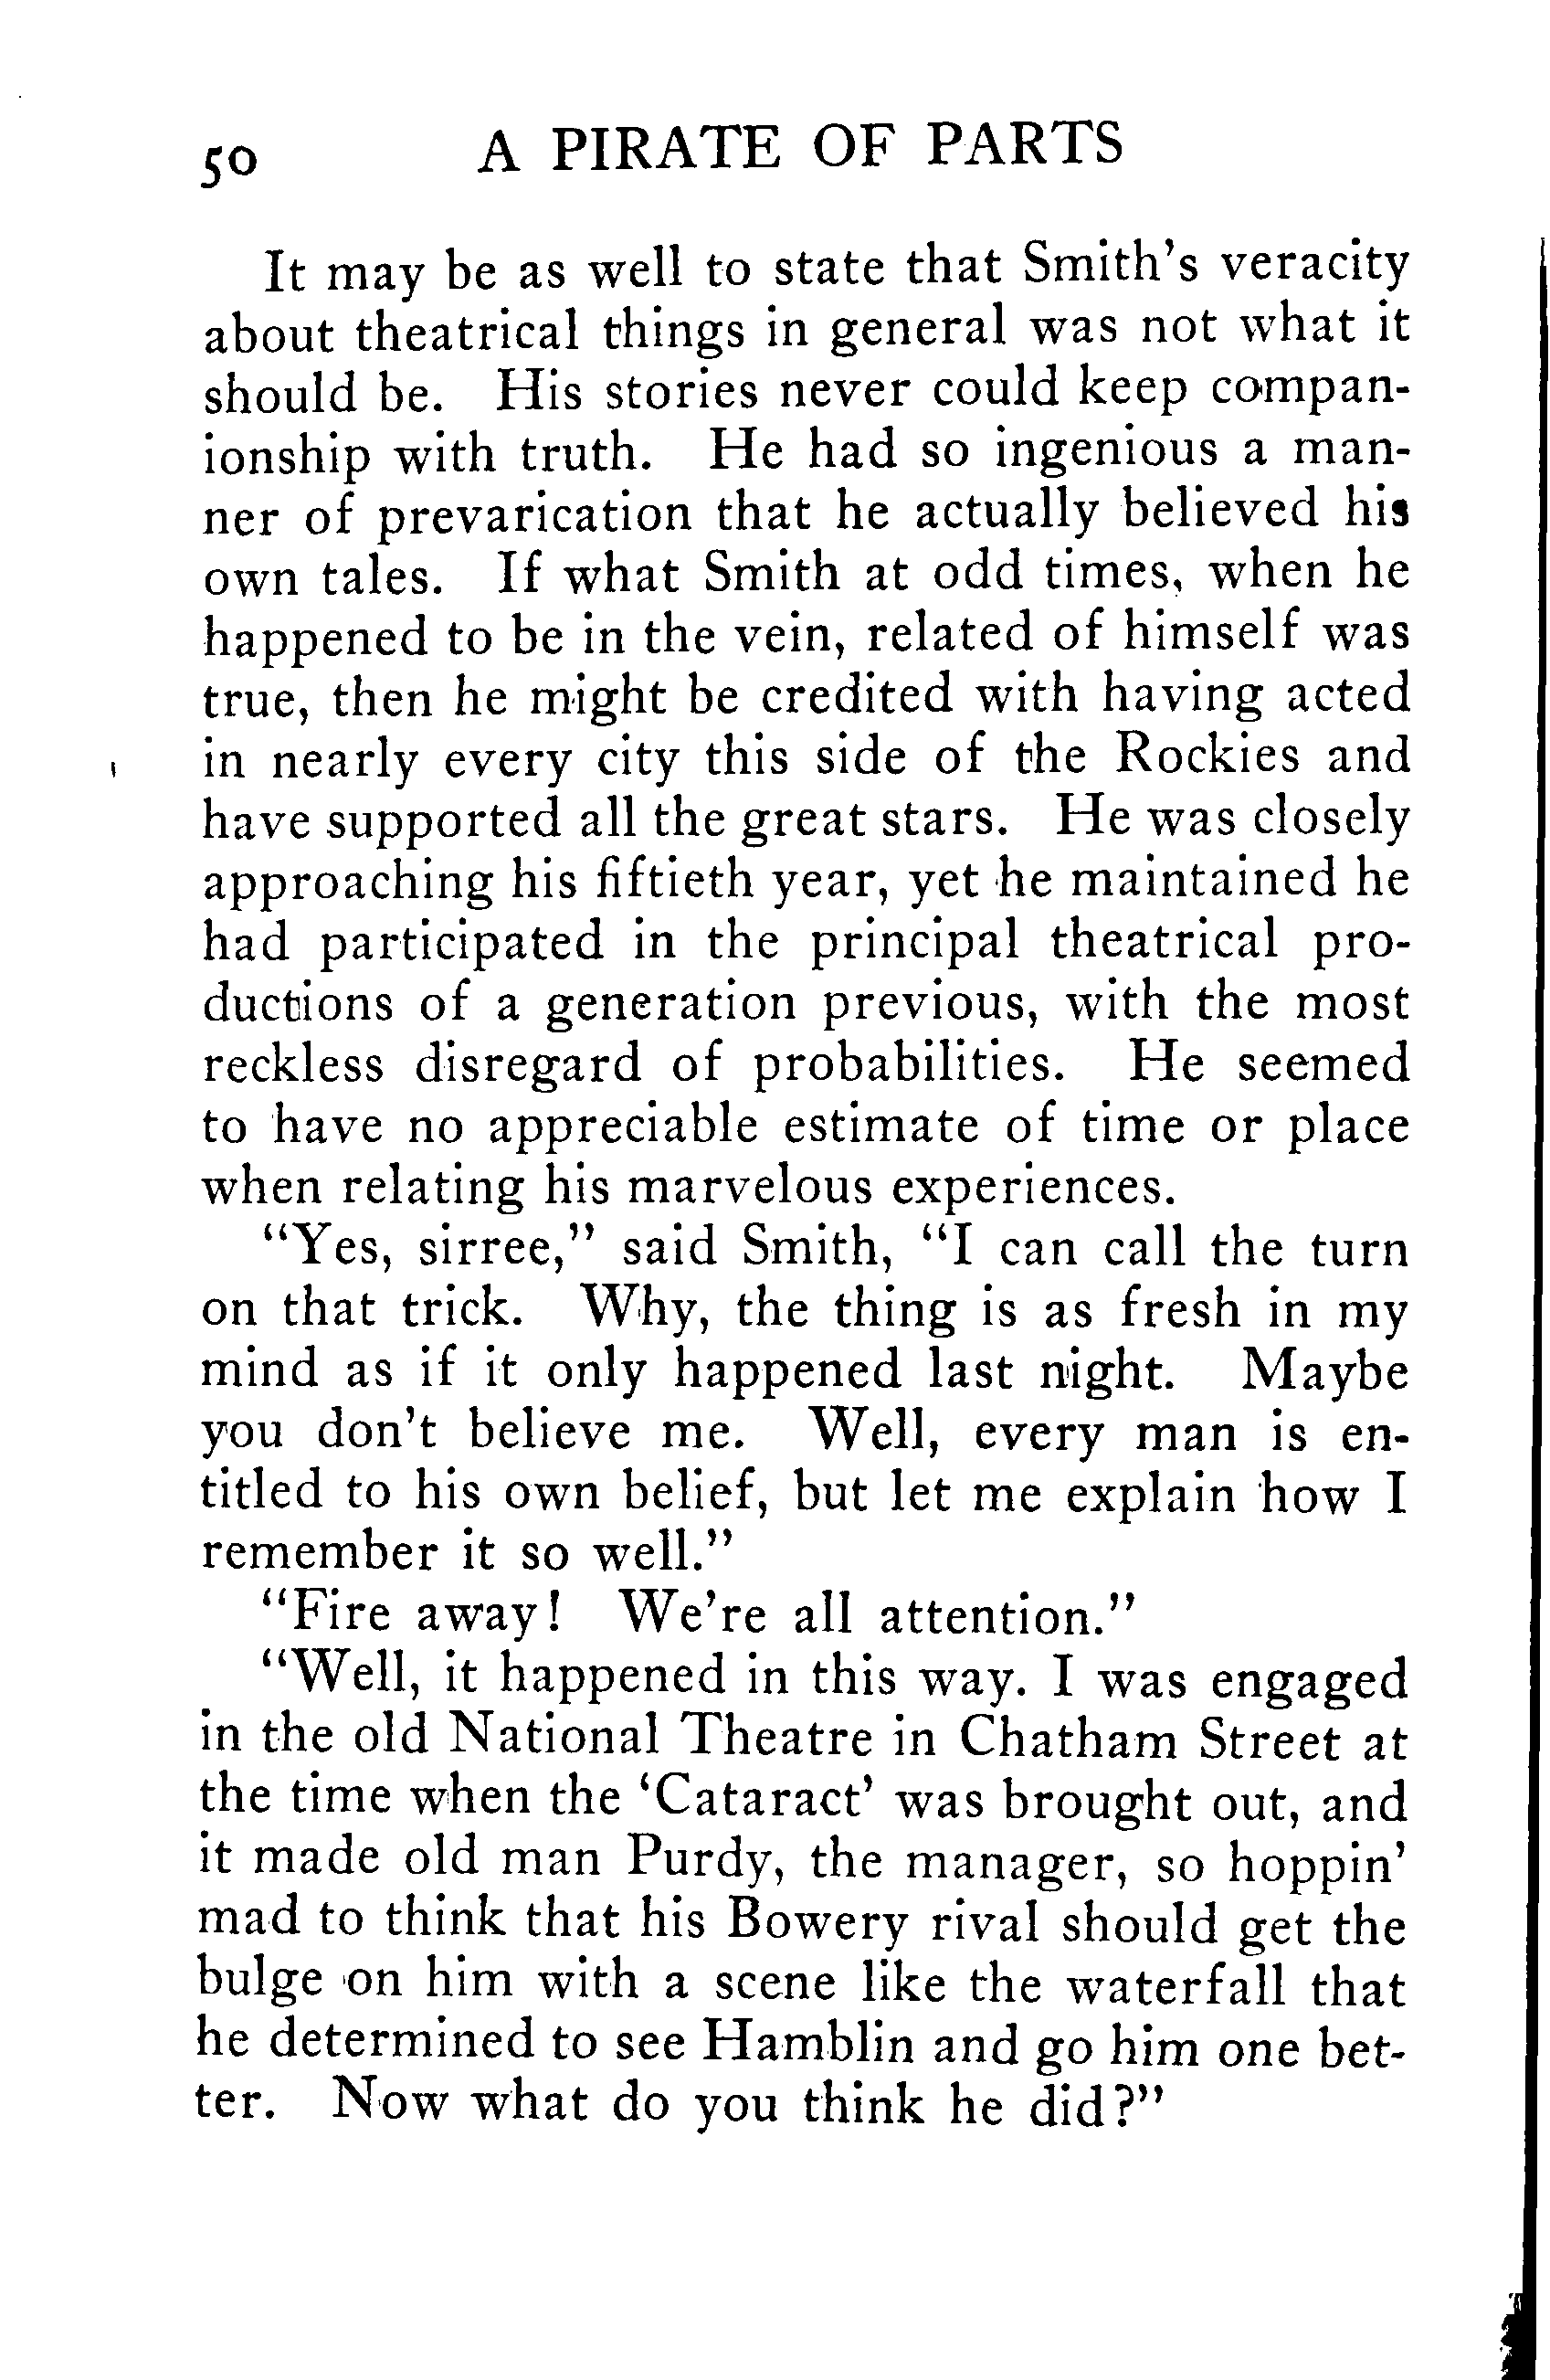 50 A PIRATE OF PARTS
It may be as well to state that Smith's veracity
about theatrical things in general was not what it
should be. His stories never could keep compan-
ionship with truth. He had so ingenious a man-
ner of prevarication that he actually believed his
own tales. If what Smith at odd times, when he
happened to be in the vein, related of himself was
true, then he might be credited with having acted
in nearly every city this side of the Rockies and
have supported all the great stars. He was closely
approaching his fiftieth year, yet he maintained he
had participated in the principal theatrical pro-
ductions of a generation previous, with the most
reckless disregard of probabilities. He seemed
to have no appreciable estimate of time or place
when relating his marvelous experiences.
"Yes, sirree," said Smith, "I can call the turn
on that trick. Why, the thing is as fresh in my
mind as if it only happened last night. Maybe
you don't believe me. Well, every man is en-
titled to his own belief, but let me explain how I
remember it so well."
"Fire away! We're all attention."
"Well, it happened in this way. I was engaged
in the old National Theatre in Chatham Street at
the time when the 'Cataract' was brought out, and
it made old man Purdy, the manager, so hoppin'
mad to think that his Bowery rival should get the
bulge on him with a scene like the waterfall that
he determined to see Hamblin and go him one bet-
ter. Now what do you think he did?"